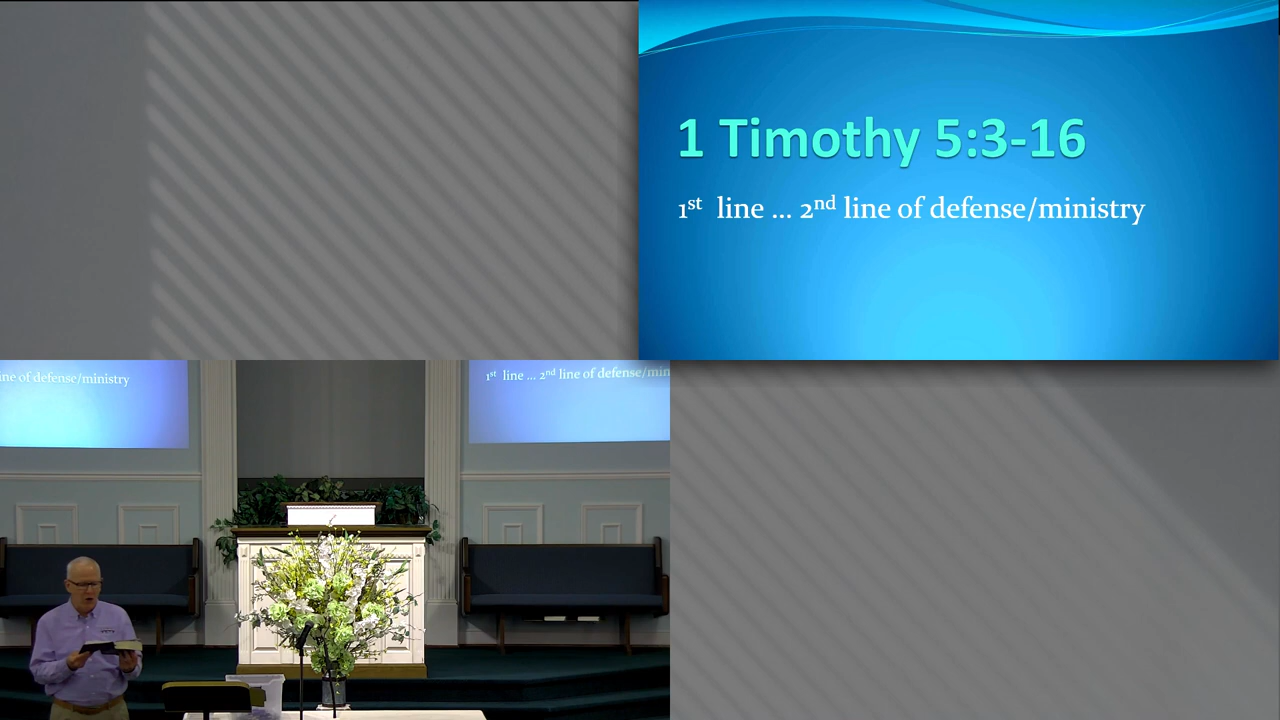 1 Timothy 5:3-16
1st line ... 2nd line of defense/ministry
ine of defense/ministry
1st line ... 2nd line of defense/min